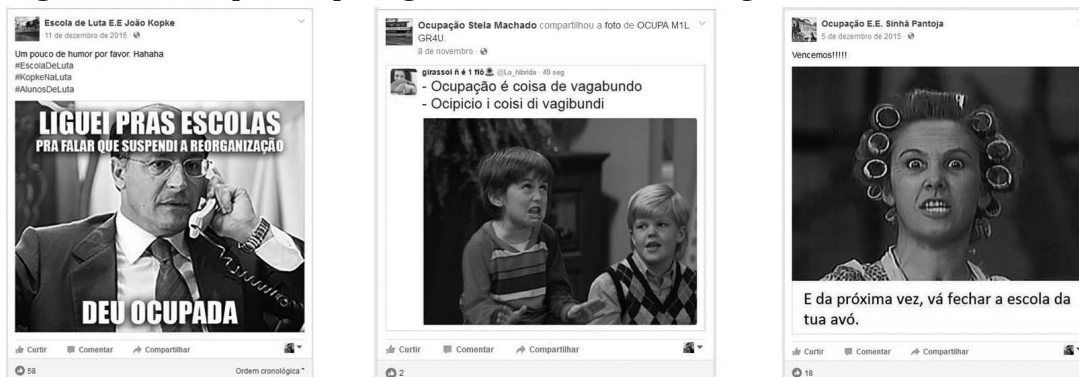 Escola de Luta E.E João Kopke
11 de dezembro de 2015
Um pouco de humor por favor. Hahaha
#EscolaDeLuta
#KopkeNaLuta
#AlunosDeLuta
LIGUEI PRAS ESCOLAS
PRA FALAR QUE SUSPENDI A REORGANIZAÇÃO
DEU OCUPADA
Curtir Comentar Compartilhar
58 Ordem cronológica
Ocupação Stela Machado compartilhou a foto de OCUPA M1L
GR4U.
8 de novembro
girassol ñ é 1 flô @Lo_hibrida · 49 seg
- Ocupação é coisa de vagabundo
- Ocipicio i coisi di vagibundi
Curtir Comentar Compartilhar
2
Ocupação E.E. Sinhá Pantoja
5 de dezembro de 2015
Vencemos!!!!!
E da próxima vez, vá fechar a escola da
tua avó.
Curtir Comentar Compartilhar
18